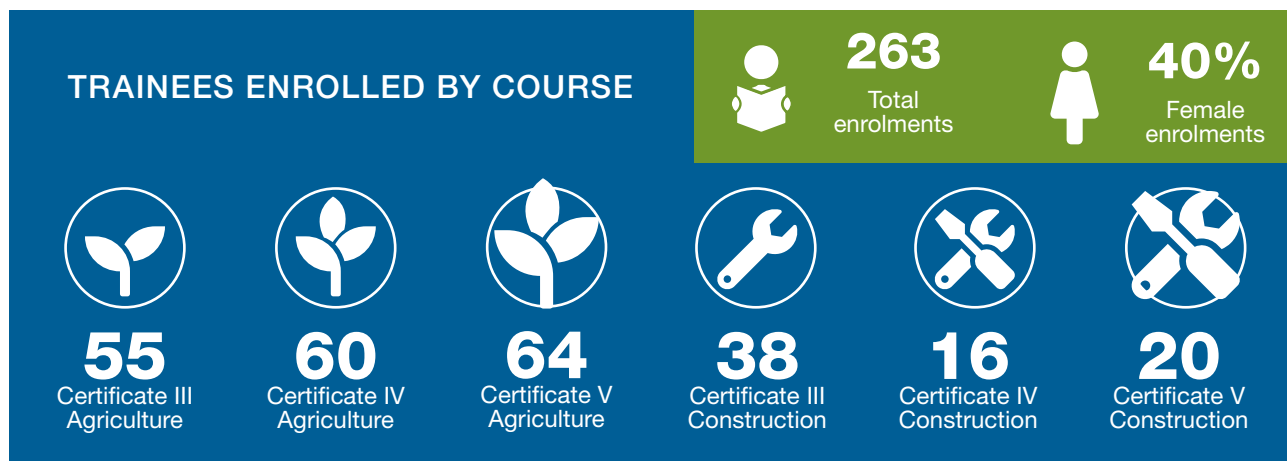 TRAINEES ENROLLED BY COURSE
263
Total
enrolments
40%
Female
enrolments
55
Certificate III
Agriculture
60
Certificate IV
Agriculture
64
Certificate V
Agriculture
38
Certificate III
Construction
16
Certificate IV
Construction
20
Certificate V
Construction